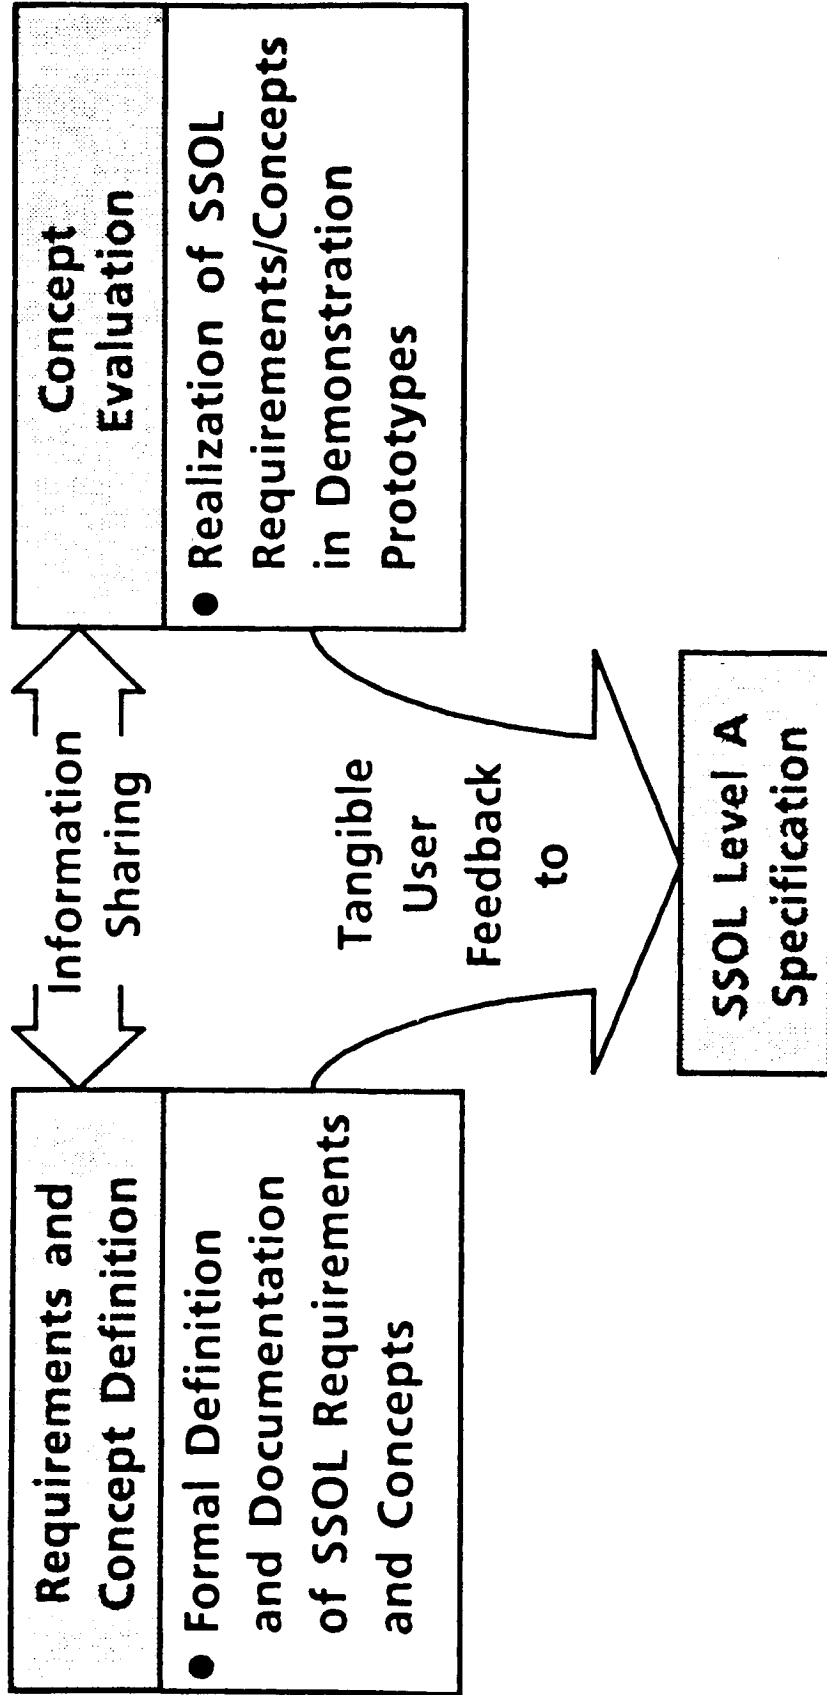 Requirements and
Concept Definition
● Formal Definition
and Documentation
of SSOL Requirements
and Concepts
Information
Sharing
Concept
Evaluation
● Realization of SSOL
Requirements/Concepts
in Demonstration
Prototypes
Tangible
User
Feedback
to
SSOL Level A
Specification